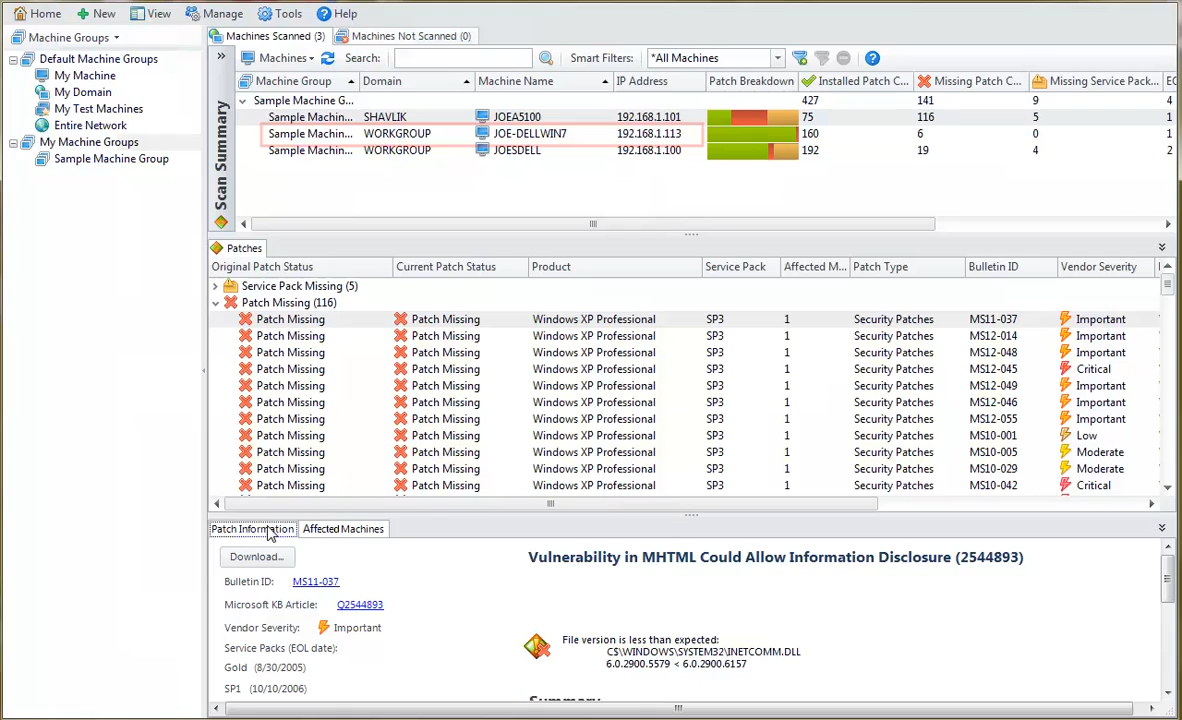 Home New View Manage Tools Help
Machine Groups
Default Machine Groups
My Machine
My Domain
My Test Machines
Entire Network
My Machine Groups
Sample Machine Group
Machines Scanned (3) Machines Not Scanned (0)
» Machines Search: Smart Filters: *All Machines
Scan Summary
Machine Group Domain Machine Name IP Address Patch Breakdown Installed Patch C... Missing Patch C... Missing Service Pack...
Sample Machine G... 427 141 9 4
Sample Machin... SHAVLIK JOEA5100 192.168.1.101 75 116 5 1
Sample Machin... WORKGROUP JOE-DELLWIN7 192.168.1.113 160 6 0 1
Sample Machin... WORKGROUP JOESDELL 192.168.1.100 192 19 4 2
Patches
Original Patch Status Current Patch Status Product Service Pack Affected M... Patch Type Bulletin ID Vendor Severity
Service Pack Missing (5)
Patch Missing (116)
Patch Missing Patch Missing Windows XP Professional SP3 1 Security Patches MS11-037 Important
Patch Missing Patch Missing Windows XP Professional SP3 1 Security Patches MS12-014 Important
Patch Missing Patch Missing Windows XP Professional SP3 1 Security Patches MS12-048 Important
Patch Missing Patch Missing Windows XP Professional SP3 1 Security Patches MS12-045 Critical
Patch Missing Patch Missing Windows XP Professional SP3 1 Security Patches MS12-049 Important
Patch Missing Patch Missing Windows XP Professional SP3 1 Security Patches MS12-046 Important
Patch Missing Patch Missing Windows XP Professional SP3 1 Security Patches MS12-055 Important
Patch Missing Patch Missing Windows XP Professional SP3 1 Security Patches MS10-001 Low
Patch Missing Patch Missing Windows XP Professional SP3 1 Security Patches MS10-005 Moderate
Patch Missing Patch Missing Windows XP Professional SP3 1 Security Patches MS10-029 Moderate
Patch Missing Patch Missing Windows XP Professional SP3 1 Security Patches MS10-042 Critical
Patch Information Affected Machines
Download...
Vulnerability in MHTML Could Allow Information Disclosure (2544893)
Bulletin ID: MS11-037
Microsoft KB Article: Q2544893
Vendor Severity: Important
Service Packs (EOL date):
Gold (8/30/2005)
SP1 (10/10/2006)
File version is less than expected:
C$\WINDOWS\SYSTEM32\INETCOMM.DLL
6.0.2900.5579 < 6.0.2900.6157
Summary